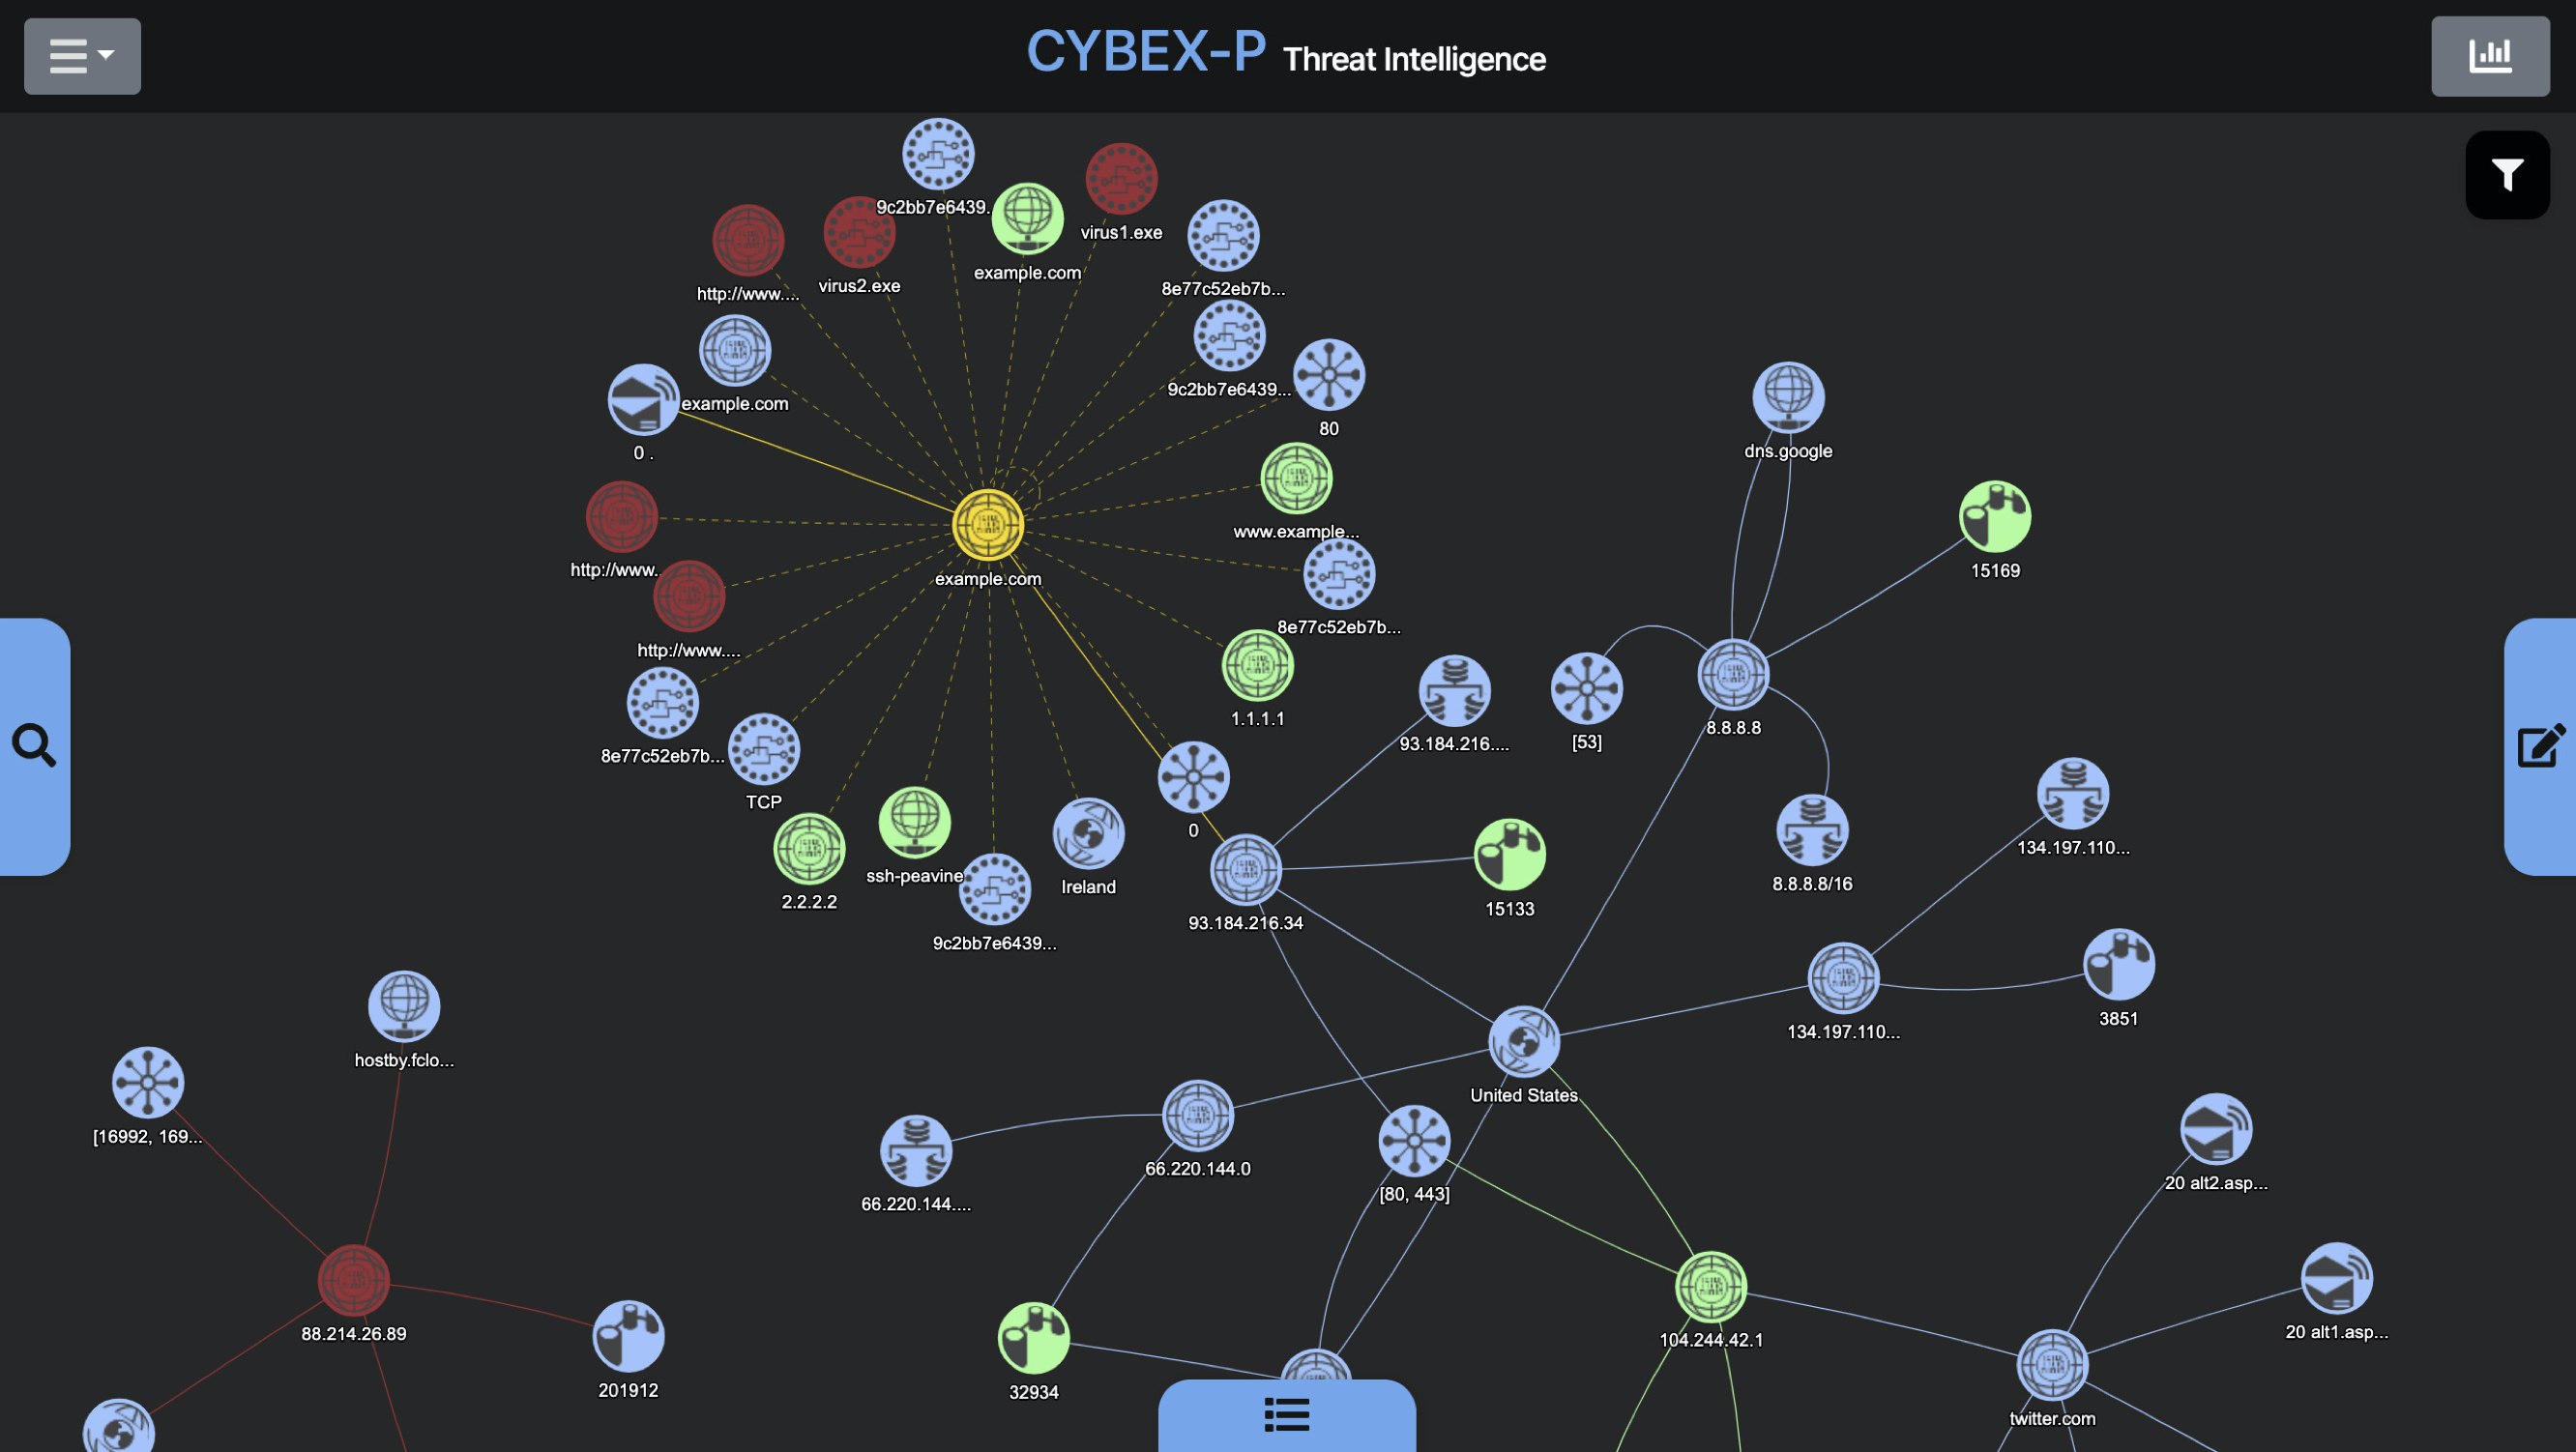 CYBEX-P Threat Intelligence
9c2bb7e6439...
virus1.exe
example.com
virus2.exe
http://www....
8e77c52eb7b...
9c2bb7e6439...
example.com
80
0 .
dns.google
www.example...
http://www....
15169
example.com
8e77c52eb7b...
http://www....
1.1.1.1
8.8.8.8
[53]
93.184.216....
8e77c52eb7b...
TCP
0
134.197.110...
ssh-peavine
Ireland
8.8.8.8/16
2.2.2.2
15133
93.184.216.34
9c2bb7e6439...
3851
134.197.110...
hostby.fclo...
United States
[16992, 169...
66.220.144.0
20 alt2.asp...
[80, 443]
66.220.144....
88.214.26.89
20 alt1.asp...
104.244.42.1
201912
32934
twitter.com